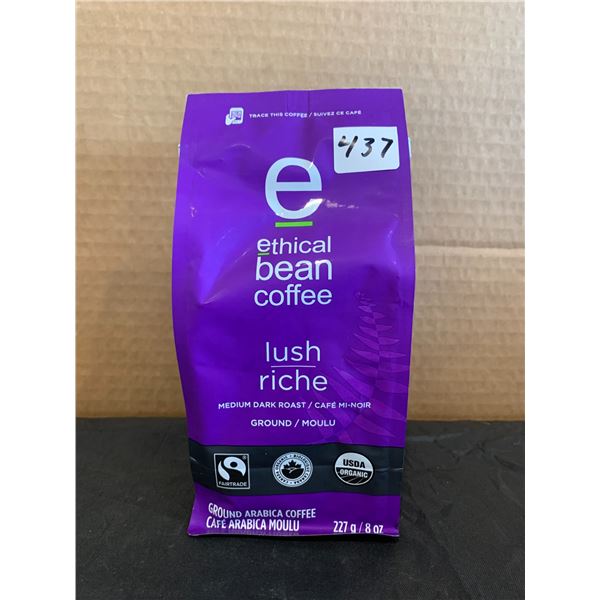 TRACE THIS COFFEE / SUIVEZ CE CAFÉ
437
e
ethical
bean
coffee
lush
riche
MEDIUM DARK ROAST / CAFÉ MI-NOIR
GROUND / MOULU
FAIRTRADE
USDA
ORGANIC
GROUND ARABICA COFFEE
CAFÉ ARABICA MOULU
227 g / 8 oz